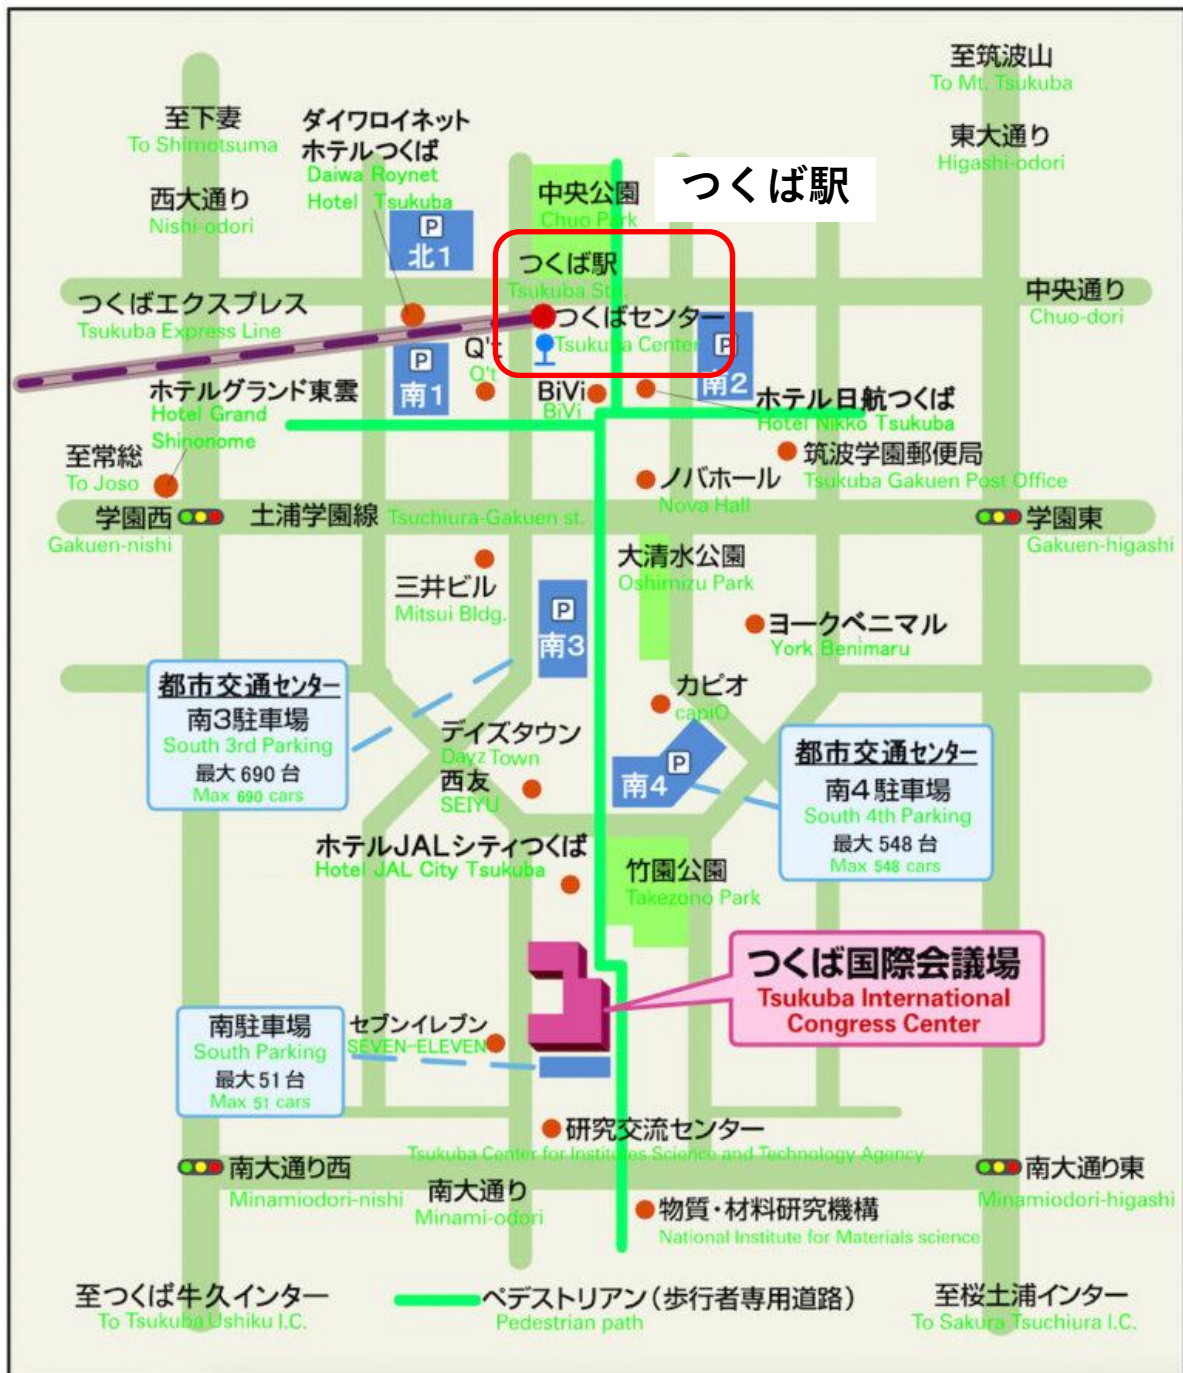 至筑波山
To Mt. Tsukuba
至下妻
To Shimotsuma
ダイワロイネット
ホテルつくば
Daiwa Roynet
Hotel Tsukuba
東大通り
Higashi-odori
西大通り
Nishi-odori
中央公園
Chuo Park
つくば駅
P
北1
つくば駅
Tsukuba Stn.
つくばエクスプレス
Tsukuba Express Line
中央通り
Chuo-dori
つくばセンター
Tsukuba Center
Q't
Q't
P
南1
P
南2
ホテルグランド東雲
Hotel Grand
Shinonome
BiVi
BiVi
ホテル日航つくば
Hotel Nikko Tsukuba
至常総
To Joso
筑波学園郵便局
Tsukuba Gakuen Post Office
ノバホール
Nova Hall
学園西
Gakuen-nishi
土浦学園線 Tsuchiura-Gakuen st.
学園東
Gakuen-higashi
大清水公園
Oshimizu Park
三井ビル
Mitsui Bldg.
P
南3
ヨークベニマル
York Benimaru
都市交通センター
南3駐車場
South 3rd Parking
最大 690 台
Max 690 cars
カピオ
capiO
デイズタウン
Dayz Town
西友
SEIYU
P
南4
都市交通センター
南4駐車場
South 4th Parking
最大 548 台
Max 548 cars
ホテルJALシティつくば
Hotel JAL City Tsukuba
竹園公園
Takezono Park
つくば国際会議場
Tsukuba International
Congress Center
南駐車場
South Parking
最大 51 台
Max 51 cars
セブンイレブン
SEVEN-ELEVEN
研究交流センター
Tsukuba Center for Institutes Science and Technology Agency
南大通り西
Minamiodori-nishi
南大通り
Minami-odori
南大通り東
Minamiodori-higashi
物質・材料研究機構
National Institute for Materials science
至つくば牛久インター
To Tsukuba Ushiku I.C.
ペデストリアン(歩行者専用道路)
Pedestrian path
至桜土浦インター
To Sakura Tsuchiura I.C.